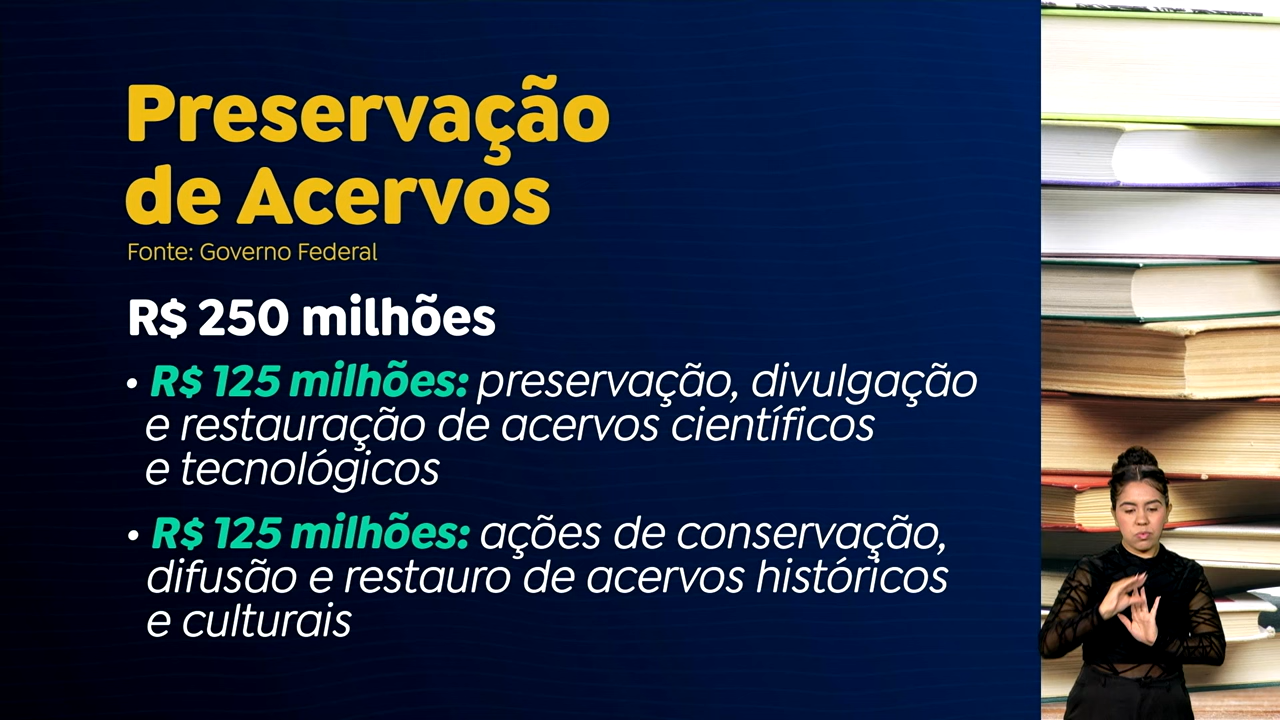 Preservação
de Acervos
Fonte: Governo Federal
R$ 250 milhões
• R$ 125 milhões: preservação, divulgação
e restauração de acervos científicos
e tecnológicos
• R$ 125 milhões: ações de conservação,
difusão e restauro de acervos históricos
e culturais